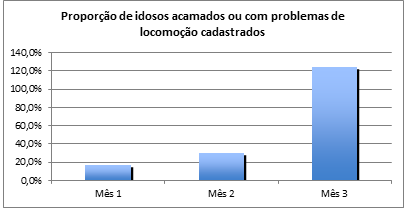 Proporção de idosos acamados ou com problemas de
locomoção cadastrados
140,0%
120,0%
100,0%
80,0%
60,0%
40,0%
20,0%
0,0%
Mês 1 Mês 2 Mês 3